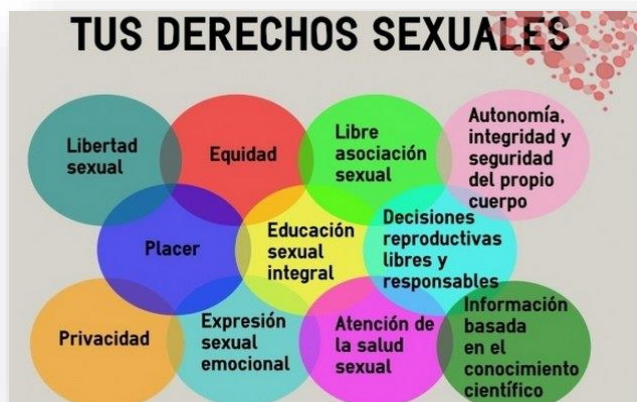 TUS DERECHOS SEXUALES
Libertad
sexual
Equidad
Libre
asociación
sexual
Autonomía,
integridad y
seguridad
del propio
cuerpo
Placer
Educación
sexual
integral
Decisiones
reproductivas
libres y
responsables
Privacidad
Expresión
sexual
emocional
Atención de
la salud
sexual
Información
basada
en el
conocimiento
científico